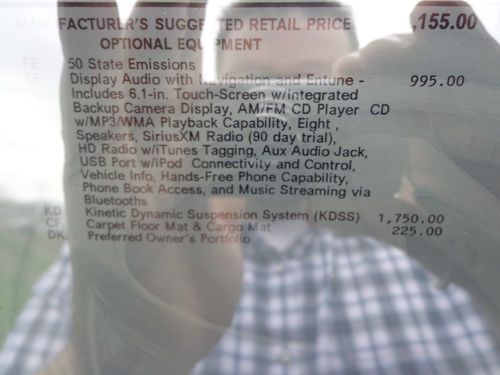 MANUFACTURER'S SUGGESTED RETAIL PRICE ,155.00
OPTIONAL EQUIPMENT
FE 50 State Emissions
EE Display Audio with Navigation and Entune - 995.00
Includes 6.1-in. Touch-Screen w/Integrated
Backup Camera Display, AM/FM CD Player CD
w/MP3/WMA Playback Capability, Eight ,
Speakers, SiriusXM Radio (90 day trial),
HD Radio w/iTunes Tagging, Aux Audio Jack,
USB Port w/iPod Connectivity and Control,
Vehicle Info, Hands-Free Phone Capability,
Phone Book Access, and Music Streaming via
Bluetooths
KD Kinetic Dynamic Suspension System (KDSS) 1,750.00
CF Carpet Floor Mat & Cargo Mat 225.00
DK Preferred Owner's Portfolio